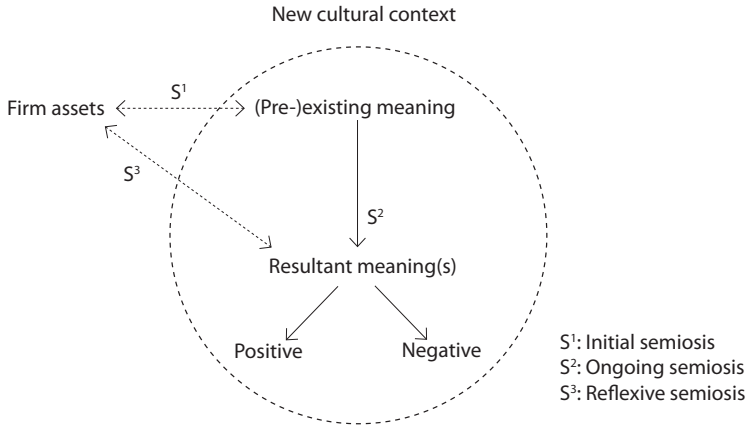 New cultural context
S¹
Firm assets
(Pre-)existing meaning
S³
S²
Resultant meaning(s)
Positive
Negative
S¹: Initial semiosis
S²: Ongoing semiosis
S³: Reflexive semiosis